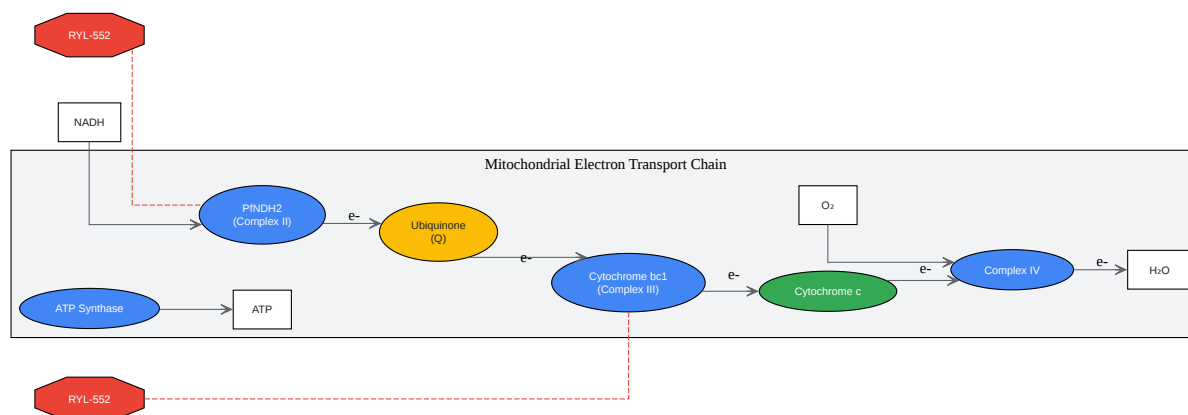 RYL-552
NADH
Mitochondrial Electron Transport Chain
PfNDH2
(Complex II)
e-
Ubiquinone
(Q)
e-
Cytochrome bc1
(Complex III)
e-
O₂
Cytochrome c
e-
Complex IV
e-
H₂O
ATP Synthase
ATP
RYL-552